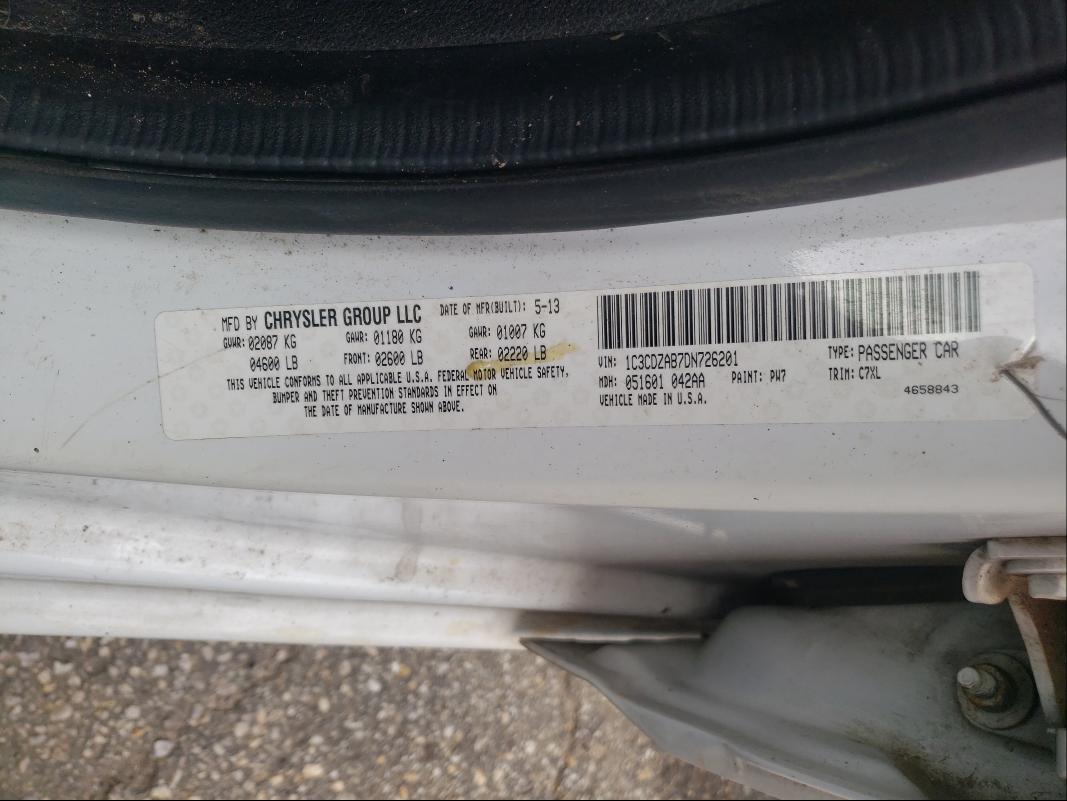 MFD BY CHRYSLER GROUP LLC DATE OF MFR(BUILT): 5-13
GVWR: 02087 KG GAWR: 01180 KG GAWR: 01007 KG
04600 LB FRONT: 02600 LB REAR: 02220 LB
THIS VEHICLE CONFORMS TO ALL APPLICABLE U.S.A. FEDERAL MOTOR VEHICLE SAFETY,
BUMPER AND THEFT PREVENTION STANDARDS IN EFFECT ON
THE DATE OF MANUFACTURE SHOWN ABOVE.
VIN: 1C3CDZAB7DN726201 TYPE: PASSENGER CAR
MDH: 051601 042AA PAINT: PW7 TRIM: C7XL
VEHICLE MADE IN U.S.A. 4658843